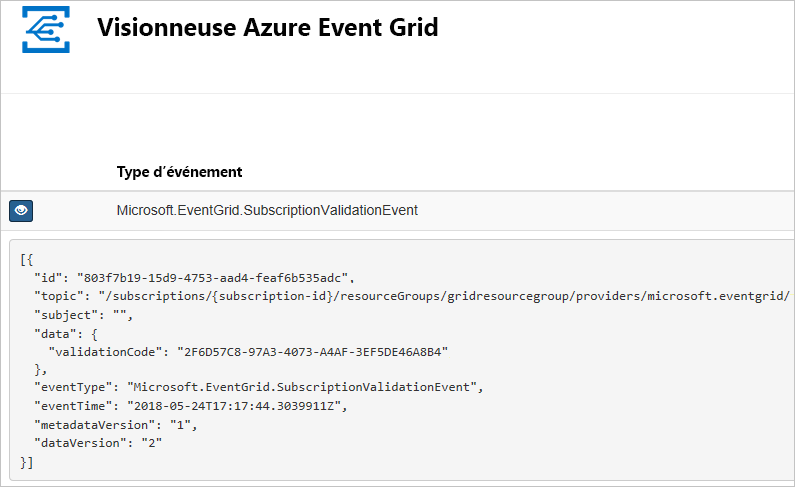 Visionneuse Azure Event Grid
Type d’événement
Microsoft.EventGrid.SubscriptionValidationEvent
[{
"id": "803f7b19-15d9-4753-aad4-feaf6b535adc",
"topic": "/subscriptions/{subscription-id}/resourceGroups/gridresourcegroup/providers/microsoft.eventgrid/
"subject": "",
"data": {
"validationCode": "2F6D57C8-97A3-4073-A4AF-3EF5DE46A8B4"
},
"eventType": "Microsoft.EventGrid.SubscriptionValidationEvent",
"eventTime": "2018-05-24T17:17:44.3039911Z",
"metadataVersion": "1",
"dataVersion": "2"
}]